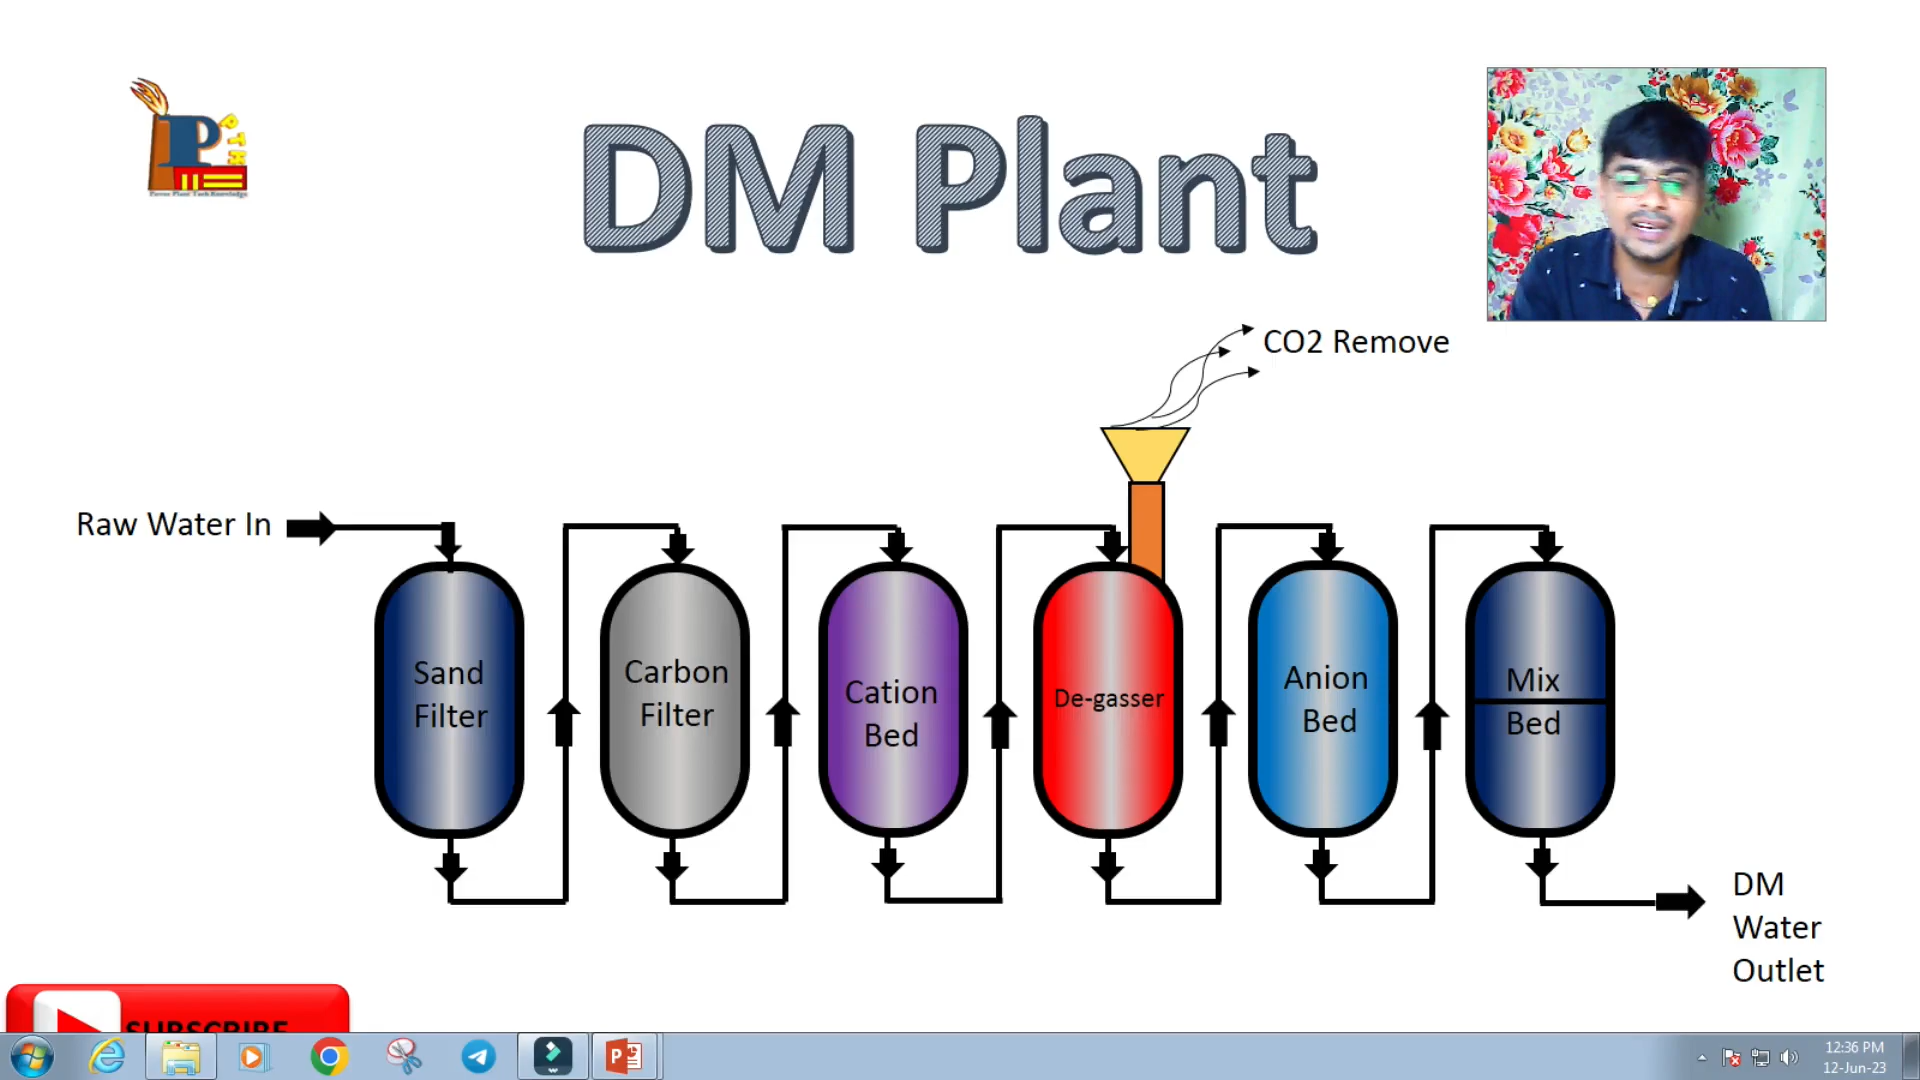 DM Plant
CO2 Remove
Raw Water In
Sand
Filter
Carbon
Filter
Cation
Bed
De-gasser
Anion
Bed
Mix
Bed
DM
Water
Outlet
SUBSCRIBE
12:36 PM
12-Jun-23